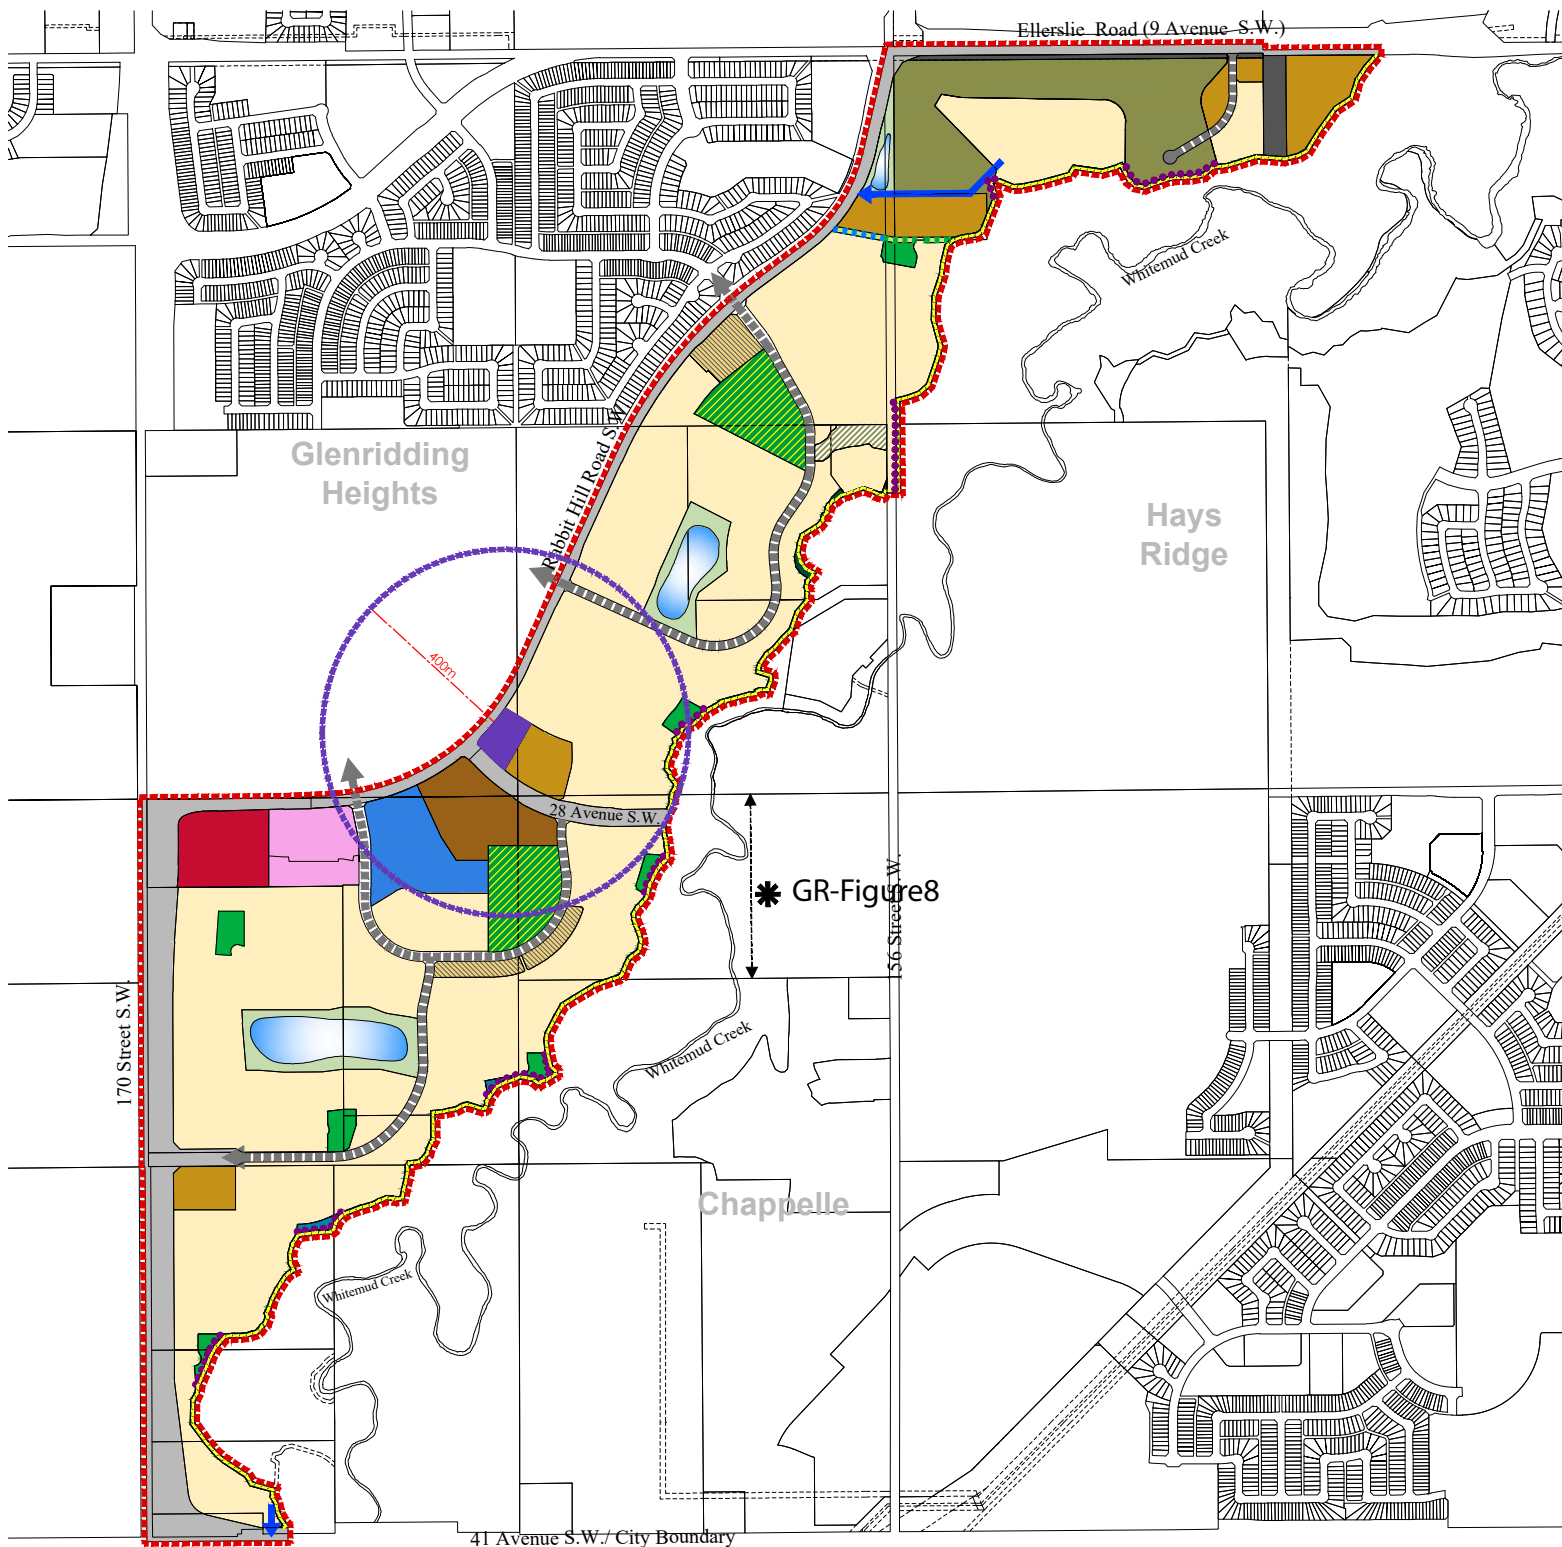 Ellerslie Road (9 Avenue S.W.)
Whitemud Creek
Rabbit Hill Road S.W.
Glenridding
Heights
Hays
Ridge
400m
28 Avenue S.W.
GR-Figure8
156 Street S.W.
170 Street S.W.
Whitemud Creek
Chappelle
Whitemud Creek
41 Avenue S.W./ City Boundary